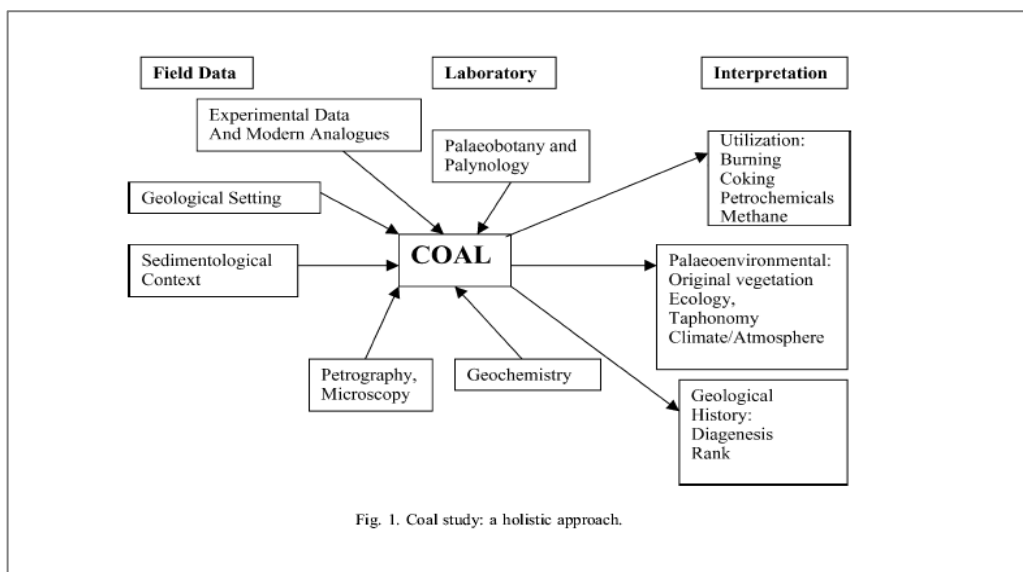 Field Data
Laboratory
Interpretation
Experimental Data
And Modern Analogues
Palaeobotany and
Palynology
Utilization:
Burning
Coking
Petrochemicals
Methane
Geological Setting
COAL
Sedimentological
Context
Palaeoenvironmental:
Original vegetation
Ecology,
Taphonomy
Climate/Atmosphere
Petrography,
Microscopy
Geochemistry
Geological
History:
Diagenesis
Rank
Fig. 1. Coal study: a holistic approach.